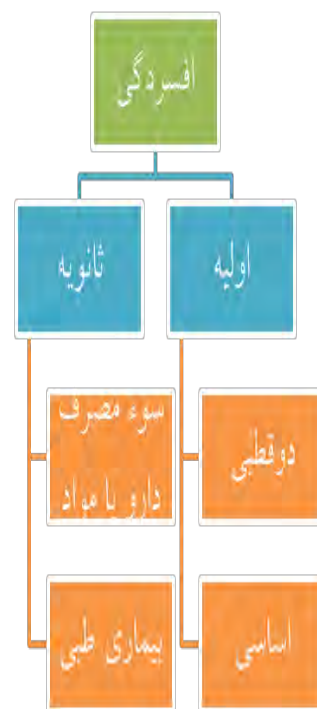 افسردگی
اولیه
ثانویه
دوقطبی
اساسی
سوء مصرف
دارو یا مواد
بیماری طبی